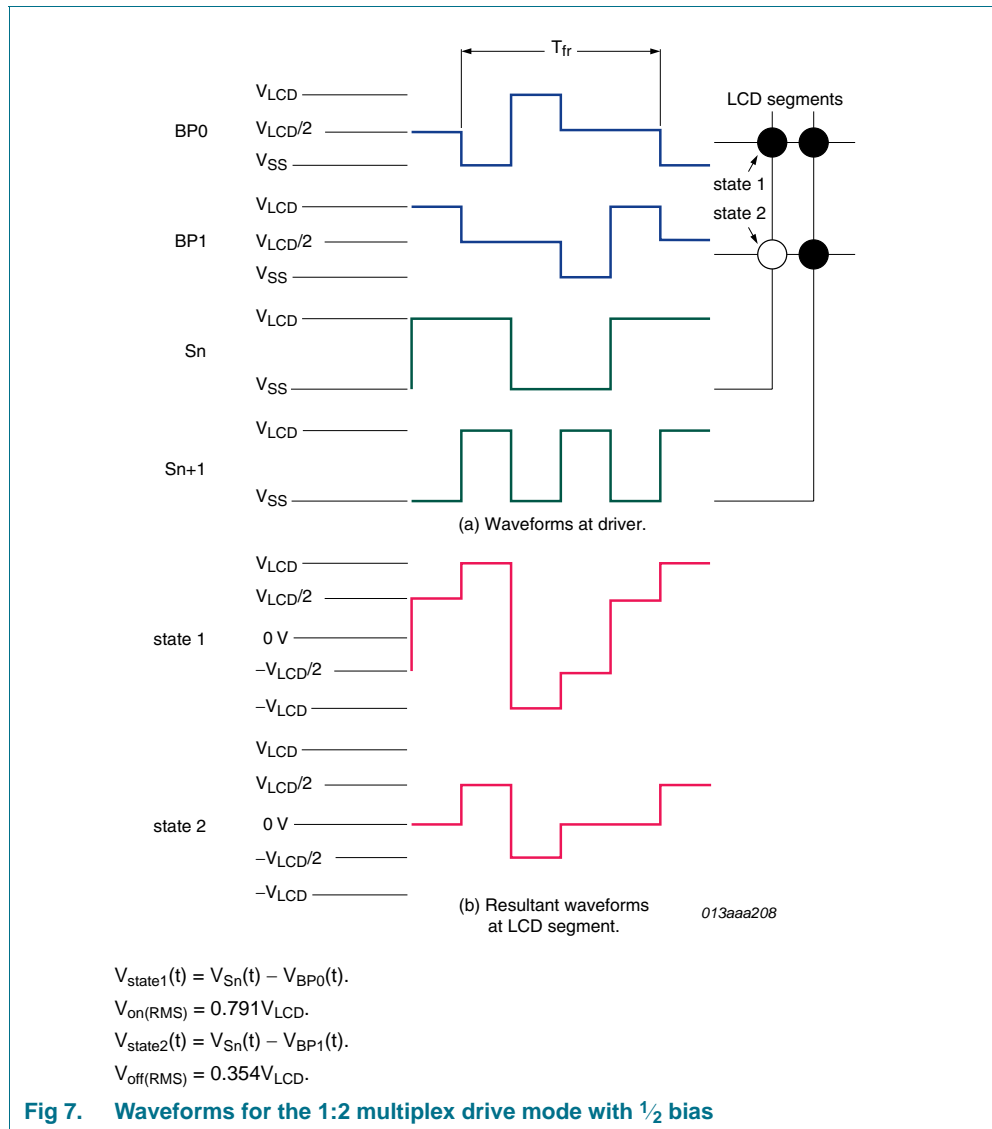 Tfr
BP0
VLCD
VLCD/2
VSS
LCD segments
state 1
state 2
BP1
VLCD
VLCD/2
VSS
Sn
VLCD
VSS
Sn+1
VLCD
VSS
(a) Waveforms at driver.
state 1
VLCD
VLCD/2
0 V
−VLCD/2
−VLCD
state 2
VLCD
VLCD/2
0 V
−VLCD/2
−VLCD
(b) Resultant waveforms
at LCD segment.
013aaa208
Vstate1(t) = VSn(t) − VBP0(t).
Von(RMS) = 0.791VLCD.
Vstate2(t) = VSn(t) − VBP1(t).
Voff(RMS) = 0.354VLCD.
Fig 7. Waveforms for the 1:2 multiplex drive mode with 1⁄2 bias